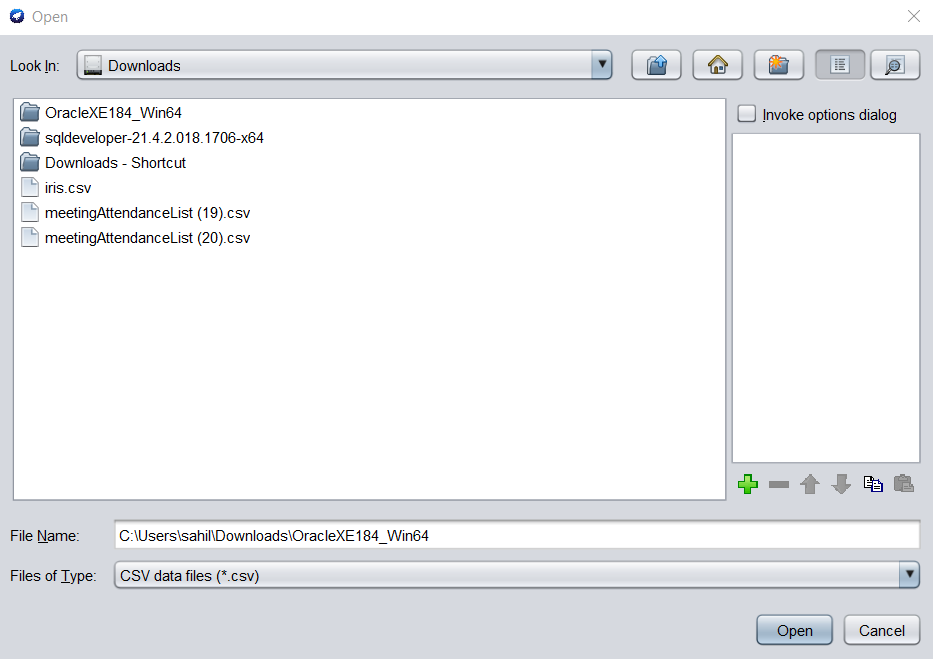 Open
Look In: Downloads
OracleXE184_Win64
sqldeveloper-21.4.2.018.1706-x64
Downloads - Shortcut
iris.csv
meetingAttendanceList (19).csv
meetingAttendanceList (20).csv
Invoke options dialog
File Name: C:\Users\sahil\Downloads\OracleXE184_Win64
Files of Type: CSV data files (*.csv)
Open Cancel